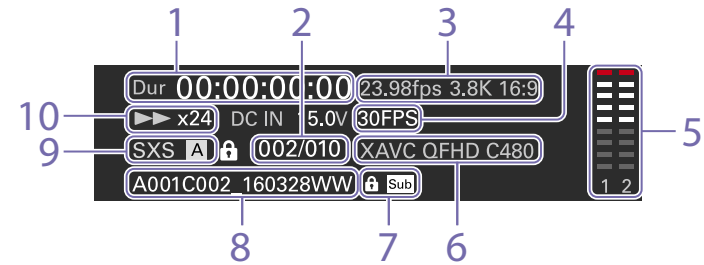 1 2 3 4
Dur 00:00:00:00 23.98fps 3.8K 16:9
10 x24 DC IN 15.0V 30FPS 5
9 SXS A 002/010 XAVC QFHD C480
A001C002_160328WW Sub 1 2
8 7 6